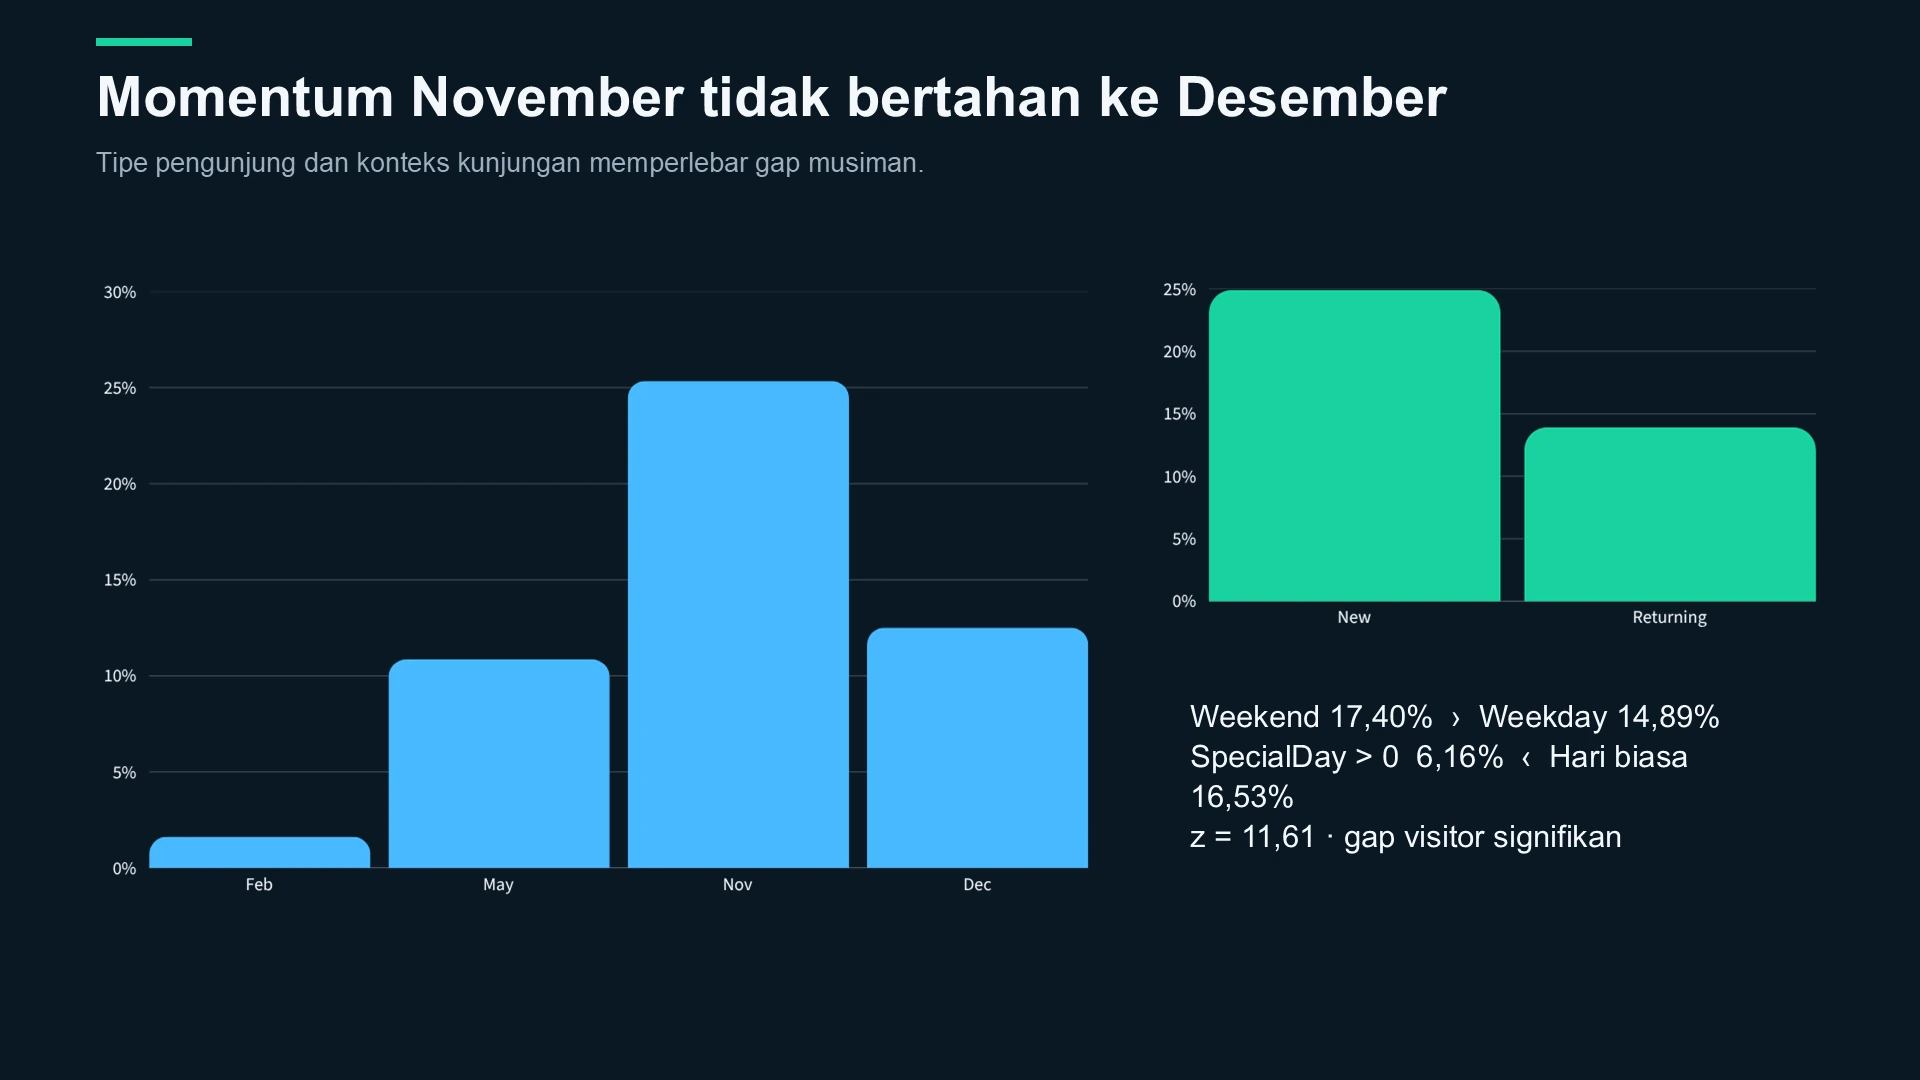 Momentum November tidak bertahan ke Desember
Tipe pengunjung dan konteks kunjungan memperlebar gap musiman.
30%
25%
20%
15%
10%
5%
0%
Feb
May
Nov
Dec
25%
20%
15%
10%
5%
0%
New
Returning
Weekend 17,40% › Weekday 14,89%
SpecialDay > 0 6,16% ‹ Hari biasa
16,53%
z = 11,61 · gap visitor signifikan